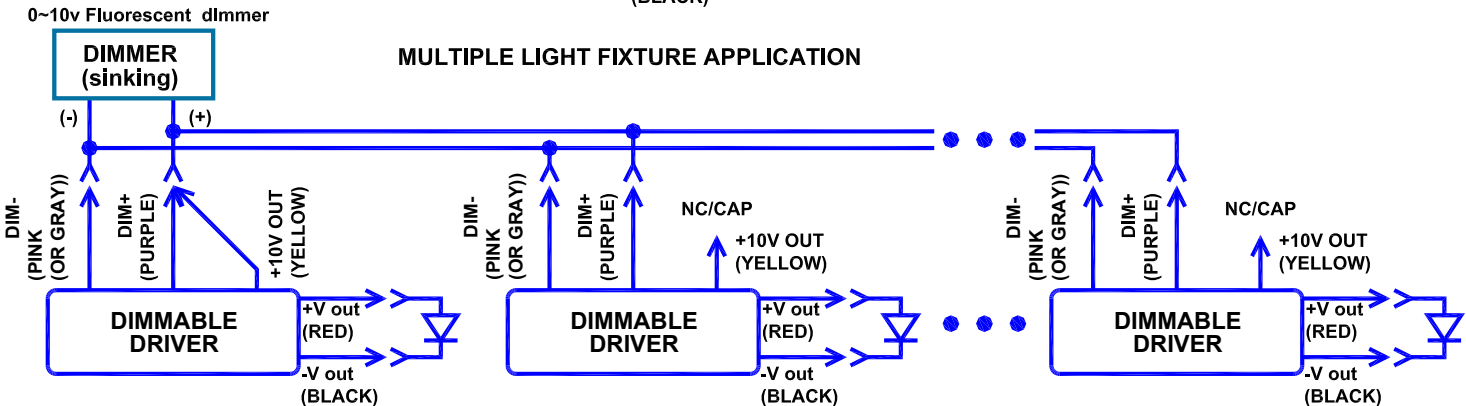 (BLACK)
0~10v Fluorescent dImmer
DIMMER
(sinking)
MULTIPLE LIGHT FIXTURE APPLICATION
(-)
(+)
DIM-
(PINK
(OR GRAY))
DIM+
(PURPLE)
+10V OUT
(YELLOW)
DIM-
(PINK
(OR GRAY))
DIM+
(PURPLE)
NC/CAP
+10V OUT
(YELLOW)
DIM-
(PINK
(OR GRAY))
DIM+
(PURPLE)
NC/CAP
+10V OUT
(YELLOW)
DIMMABLE
DRIVER
+V out
(RED)
-V out
(BLACK)
DIMMABLE
DRIVER
+V out
(RED)
-V out
(BLACK)
DIMMABLE
DRIVER
+V out
(RED)
-V out
(BLACK)